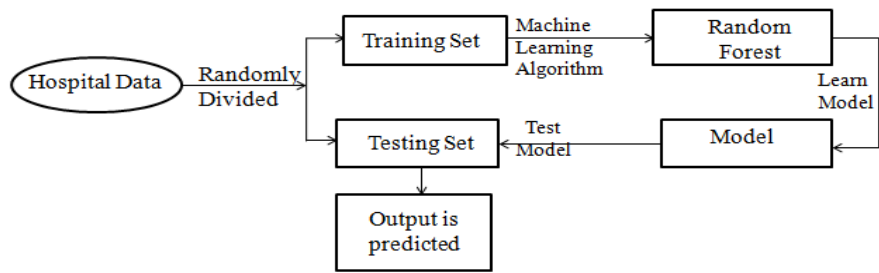 Hospital Data
Randomly
Divided
Training Set
Machine
Learning
Algorithm
Random
Forest
Learn
Model
Model
Test
Model
Testing Set
Output is
predicted